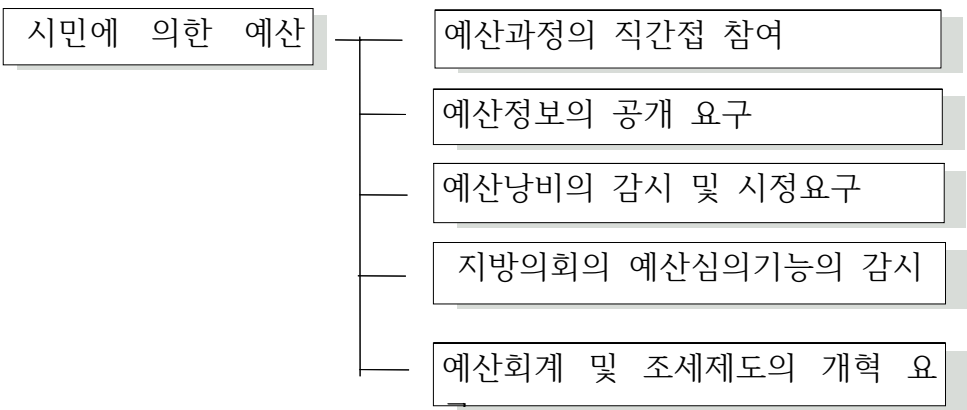 시민에 의한 예산
예산과정의 직간접 참여
예산정보의 공개 요구
예산낭비의 감시 및 시정요구
지방의회의 예산심의기능의 감시
예산회계 및 조세제도의 개혁 요